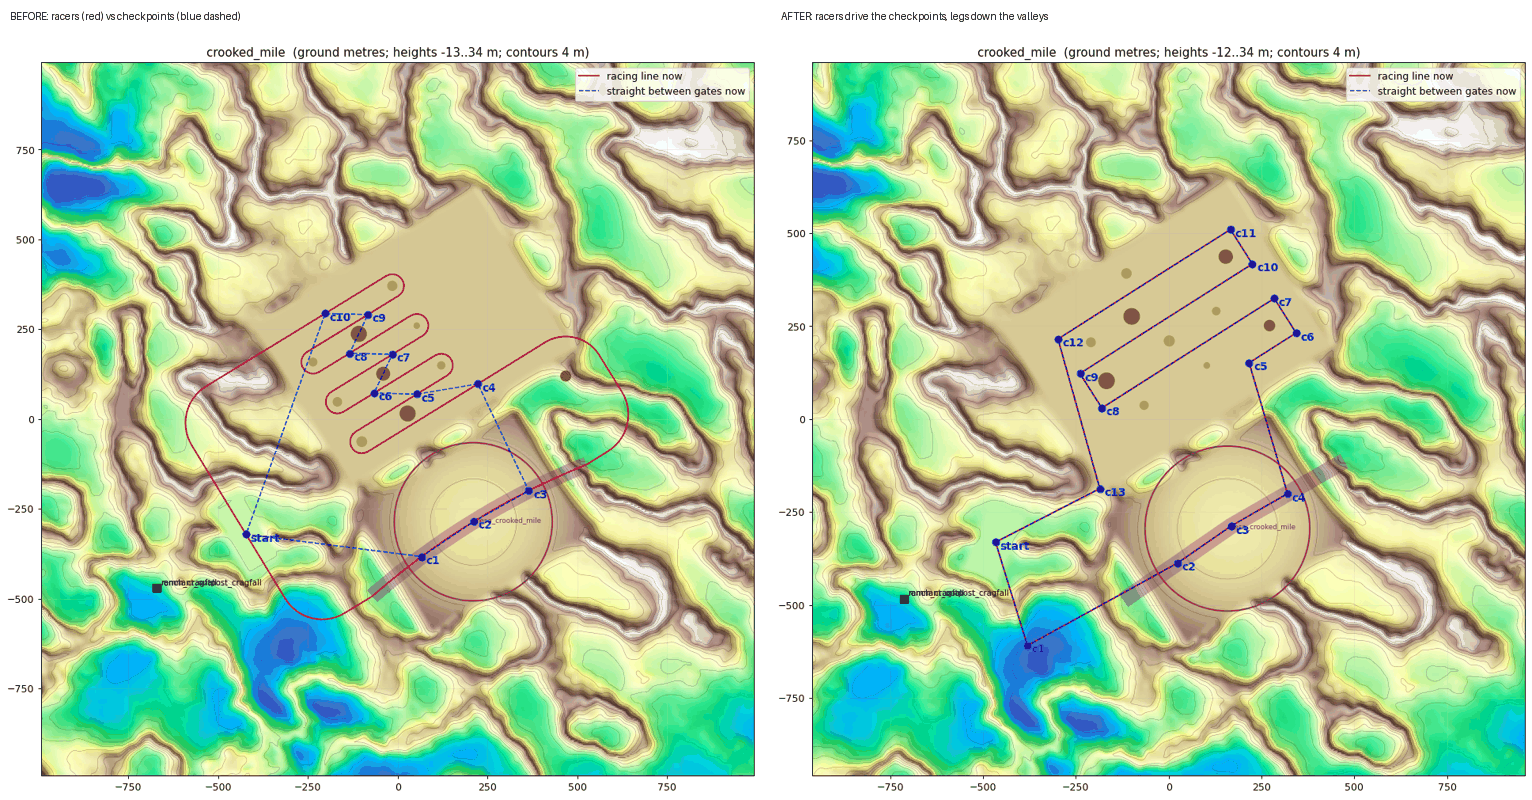 BEFORE: racers (red) vs checkpoints (blue dashed)
crooked_mile (ground metres; heights -13..34 m; contours 4 m)
racing line now
straight between gates now
750
500
250
0
−250
−500
−750
−750
−500
−250
0
250
500
750
c10
c9
c8
c7
c6
c5
c4
c3
c2
crooked_mile
c1
start
AFTER: racers drive the checkpoints, legs down the valleys
crooked_mile (ground metres; heights -12..34 m; contours 4 m)
racing line now
straight between gates now
750
500
250
0
−250
−500
−750
−750
−500
−250
0
250
500
750
c11
c10
c7
c6
c12
c5
c9
c8
c13
c4
c3
crooked_mile
c2
start
c1